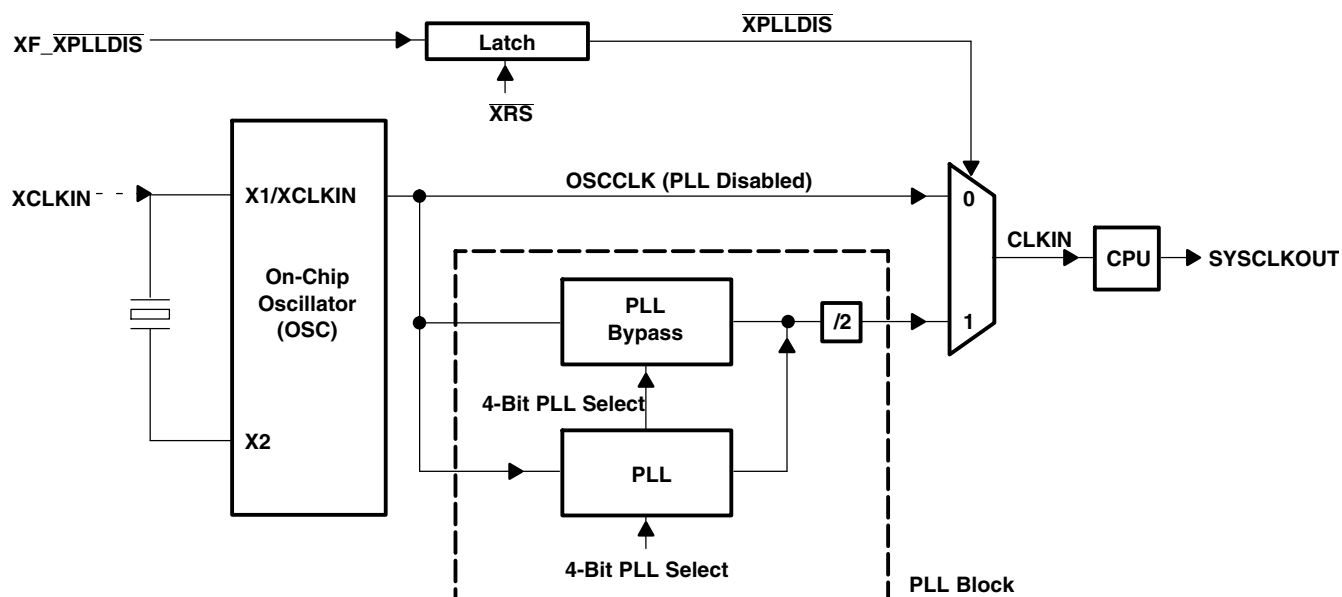 XF_XPLLDIS
Latch
XPLLDIS
XRS
XCLKIN
X1/XCLKIN
On-Chip
Oscillator
(OSC)
X2
OSCCLK (PLL Disabled)
0
1
CLKIN
CPU
SYSCLKOUT
PLL
Bypass
/2
4-Bit PLL Select
PLL
4-Bit PLL Select
PLL Block